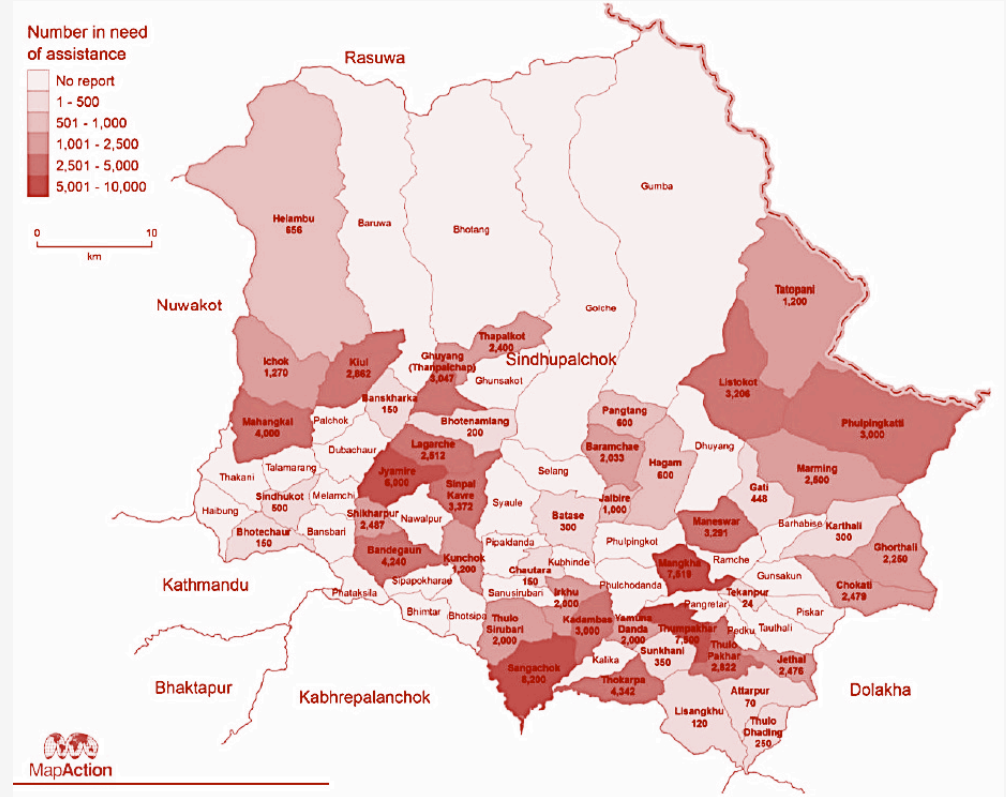 Number in need
of assistance
No report
1 - 500
501 - 1,000
1,001 - 2,500
2,501 - 5,000
5,001 - 10,000
0 10
km
Rasuwa
Gumba
Helambu
656
Baruwa
Bhotang
Golche
Nuwakot
Tatopani
1,200
Thapalkot
2,400
Sindhupalchok
Ichok
1,270
Kiul
2,862
Ghuyang
(Thanpalchap)
3,047
Ghunsakot
Listokot
3,206
Banskharka
150
Pangtang
600
Mahangkal
4,000
Palchok
Bhotenamlang
200
Phulpingkatti
3,000
Dubachaur
Lagarche
2,512
Baramchae
2,033
Dhuyang
Hagam
600
Marming
2,500
Thakani
Talamarang
Jyamire
6,000
Selang
Sinpal
Kavre
3,372
Gati
448
Sindhukot
500
Melamchi
Syaule
Jalbire
1,000
Haibung
Shikharpur
2,487
Nawalpur
Batase
300
Maneswar
3,291
Barhabise
Karthali
300
Bhotechaur
150
Bansbari
Pipaldanda
Phulpingkot
Bandegaun
4,240
Kunchok
1,200
Kubhinde
Mangkha
7,519
Ramche
Ghorthali
2,250
Chautara
150
Gunsakun
Kathmandu
Sipapokharae
Sanusirubari
Irkhu
2,000
Phulchodanda
Tekanpur
24
Chokati
2,479
Phataksila
Pangretar
Bhimtar
Bhotsipa
Piskar
Thulo
Sirubari
2,000
Kadambas
3,000
Yamuna
Danda
2,000
Thumpakhar
7,500
Pedku
Tauthali
Sunkhani
350
Thulo
Pakhar
2,822
Kalika
Jethal
2,476
Sangachok
8,200
Thokarpa
4,342
Bhaktapur
Kabhrepalanchok
Attarpur
70
Dolakha
Lisangkhu
120
Thulo
Dhading
250
MapAction